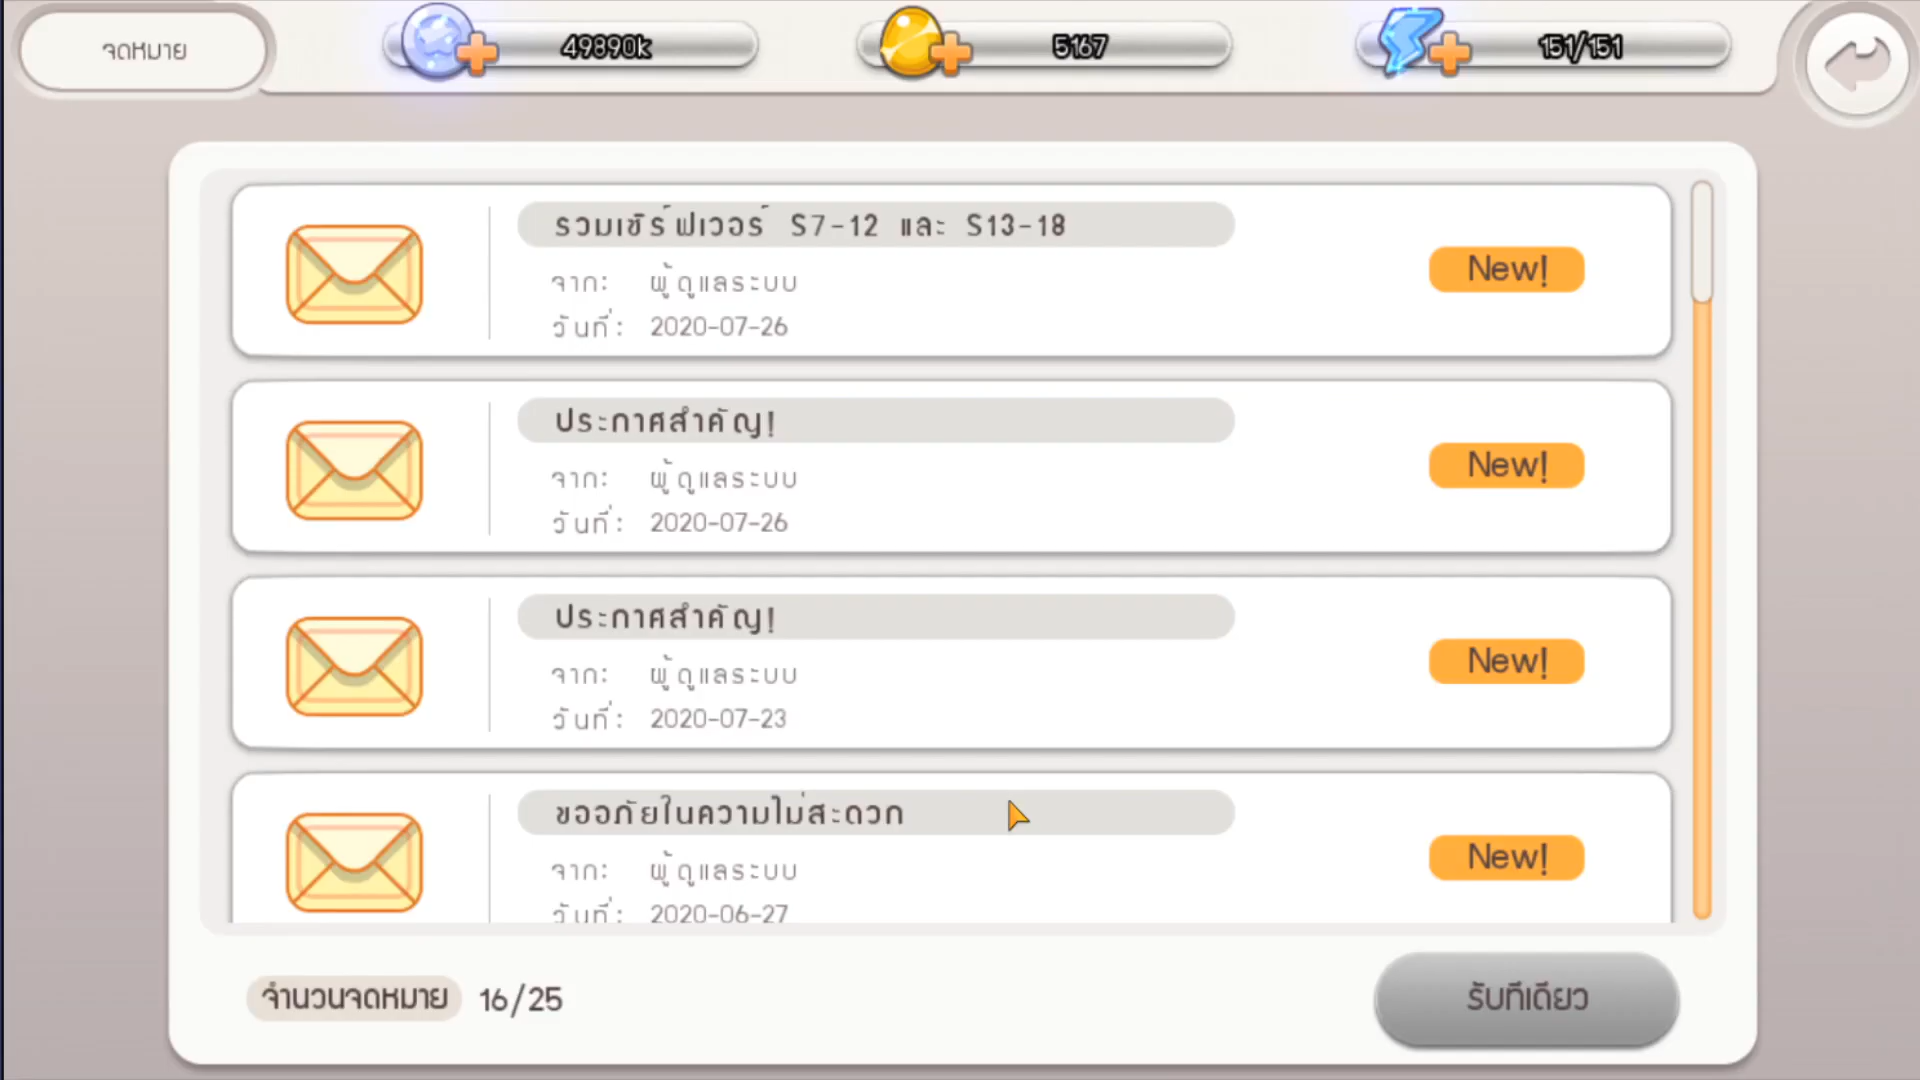 จดหมาย
49890k
5167
151/151
รวมเซิร์ฟเวอร์ S7-12 และ S13-18
จาก: ผู้ดูแลระบบ
วันที่: 2020-07-26
New!
ประกาศสำคัญ!
จาก: ผู้ดูแลระบบ
วันที่: 2020-07-26
New!
ประกาศสำคัญ!
จาก: ผู้ดูแลระบบ
วันที่: 2020-07-23
New!
ขออภัยในความไม่สะดวก
จาก: ผู้ดูแลระบบ
วันที่: 2020-06-27
New!
จำนวนจดหมาย 16/25
รับทีเดียว